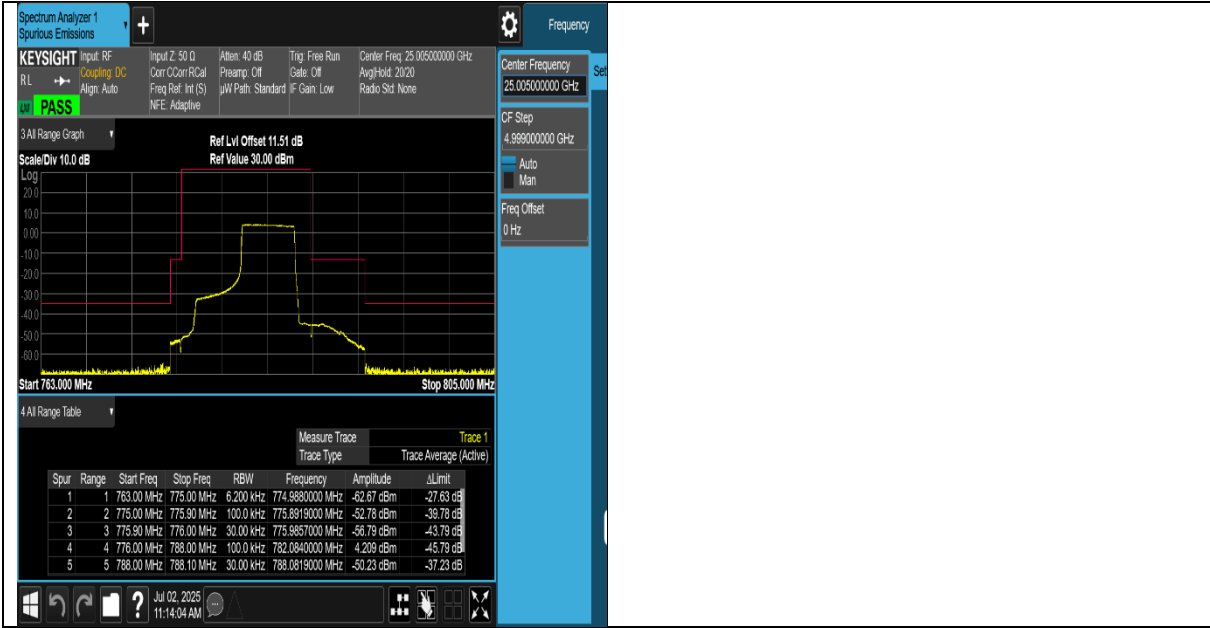 Spectrum Analyzer 1
Spurious Emissions
+
Frequency
KEYSIGHT
RL
LXI
PASS
Input: RF
Coupling: DC
Align: Auto
Input Z: 50 Ω
Corr CCorr RCal
Freq Ref: Int (S)
NFE: Adaptive
Atten: 40 dB
Preamp: Off
µW Path: Standard
Trig: Free Run
Gate: Off
IF Gain: Low
Center Freq: 25.005000000 GHz
Avg|Hold: 20/20
Radio Std: None
Center Frequency
25.005000000 GHz
CF Step
4.999000000 GHz
Auto
Man
Freq Offset
0 Hz
Set
3 All Range Graph
Scale/Div 10.0 dB
Ref Lvl Offset 11.51 dB
Ref Value 30.00 dBm
Log
20.0
10.0
0.00
-10.0
-20.0
-30.0
-40.0
-50.0
-60.0
Start 763.000 MHz
Stop 805.000 MHz
4 All Range Table
Measure Trace Trace 1
Trace Type Trace Average (Active)
Spur Range Start Freq Stop Freq RBW Frequency Amplitude ΔLimit
1 1 763.00 MHz 775.00 MHz 6.200 kHz 774.9880000 MHz -62.67 dBm -27.63 dB
2 2 775.00 MHz 775.90 MHz 100.0 kHz 775.8919000 MHz -52.78 dBm -39.78 dB
3 3 775.90 MHz 776.00 MHz 30.00 kHz 775.9857000 MHz -56.79 dBm -43.79 dB
4 4 776.00 MHz 788.00 MHz 100.0 kHz 782.0840000 MHz 4.209 dBm -45.79 dB
5 5 788.00 MHz 788.10 MHz 30.00 kHz 788.0819000 MHz -50.23 dBm -37.23 dB
?
Jul 02, 2025
11:14:04 AM